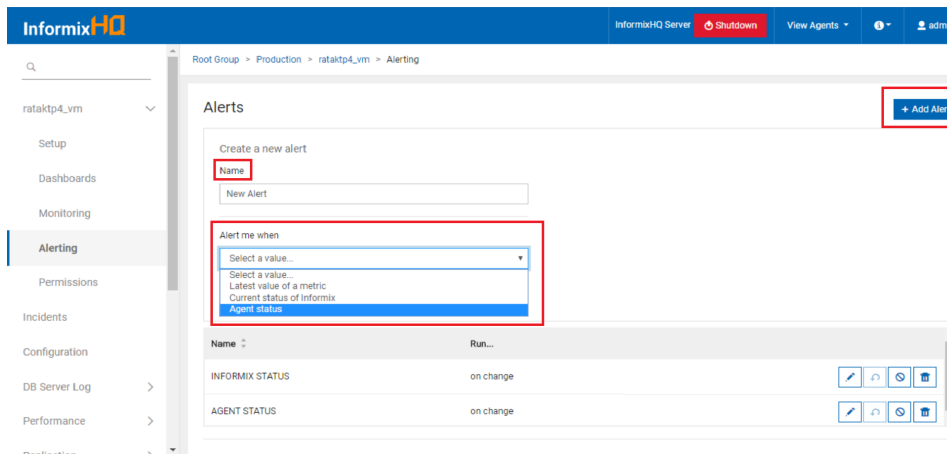 InformixHQ
InformixHQ Server
Shutdown
View Agents
adm
Root Group > Production > rataktp4_vm > Alerting
rataktp4_vm
Setup
Dashboards
Monitoring
Alerting
Permissions
Incidents
Configuration
DB Server Log
Performance
Replication
Alerts
+ Add Aler
Create a new alert
Name
New Alert
Alert me when
Select a value...
Select a value...
Latest value of a metric
Current status of Informix
Agent status
Name Run...
INFORMIX STATUS on change
AGENT STATUS on change